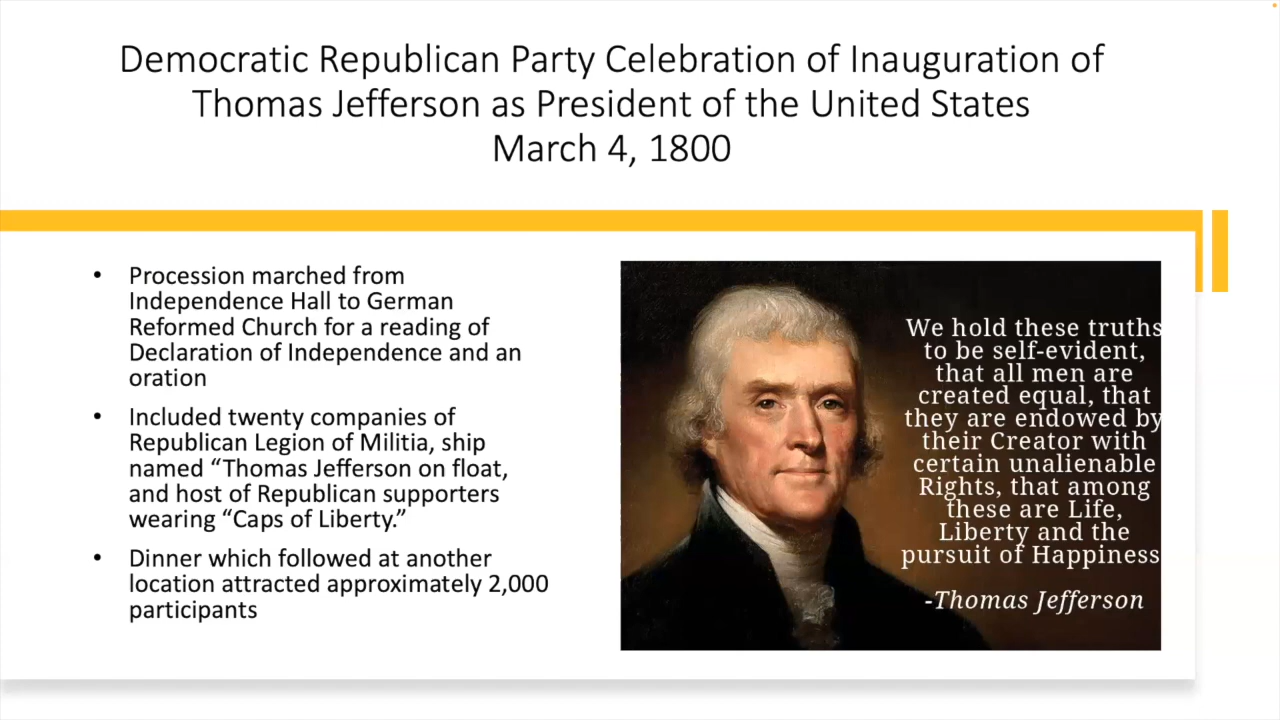 Democratic Republican Party Celebration of Inauguration of
Thomas Jefferson as President of the United States
March 4, 1800
• Procession marched from
Independence Hall to German
Reformed Church for a reading of
Declaration of Independence and an
oration
• Included twenty companies of
Republican Legion of Militia, ship
named “Thomas Jefferson on float,
and host of Republican supporters
wearing “Caps of Liberty.”
• Dinner which followed at another
location attracted approximately 2,000
participants
We hold these truths
to be self-evident,
that all men are
created equal, that
they are endowed by
their Creator with
certain unalienable
Rights, that among
these are Life,
Liberty and the
pursuit of Happiness
-Thomas Jefferson